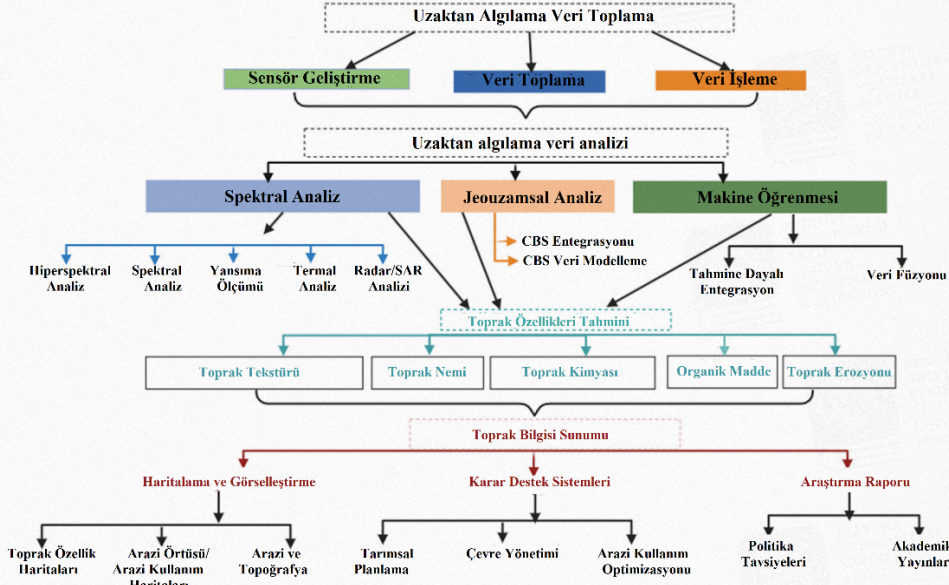 Uzaktan Algılama Veri Toplama
Sensör Geliştirme
Veri Toplama
Veri İşleme
Uzaktan algılama veri analizi
Spektral Analiz
Jeouzamsal Analiz
Makine Öğrenmesi
CBS Entegrasyonu
CBS Veri Modelleme
Hiperspektral
Analiz
Spektral
Analiz
Yansıma
Ölçümü
Termal
Analiz
Radar/SAR
Analizi
Tahmine Dayalı
Entegrasyon
Veri Füzyonu
Toprak Özellikleri Tahmini
Toprak Tekstürü
Toprak Nemi
Toprak Kimyası
Organik Madde
Toprak Erozyonu
Toprak Bilgisi Sunumu
Haritalama ve Görselleştirme
Karar Destek Sistemleri
Araştırma Raporu
Toprak Özellik
Haritaları
Arazi Örtüsü/
Arazi Kullanım
Haritaları
Arazi ve
Topoğrafya
Tarımsal
Planlama
Çevre Yönetimi
Arazi Kullanım
Optimizasyonu
Politika
Tavsiyeleri
Akademik
Yayınlar